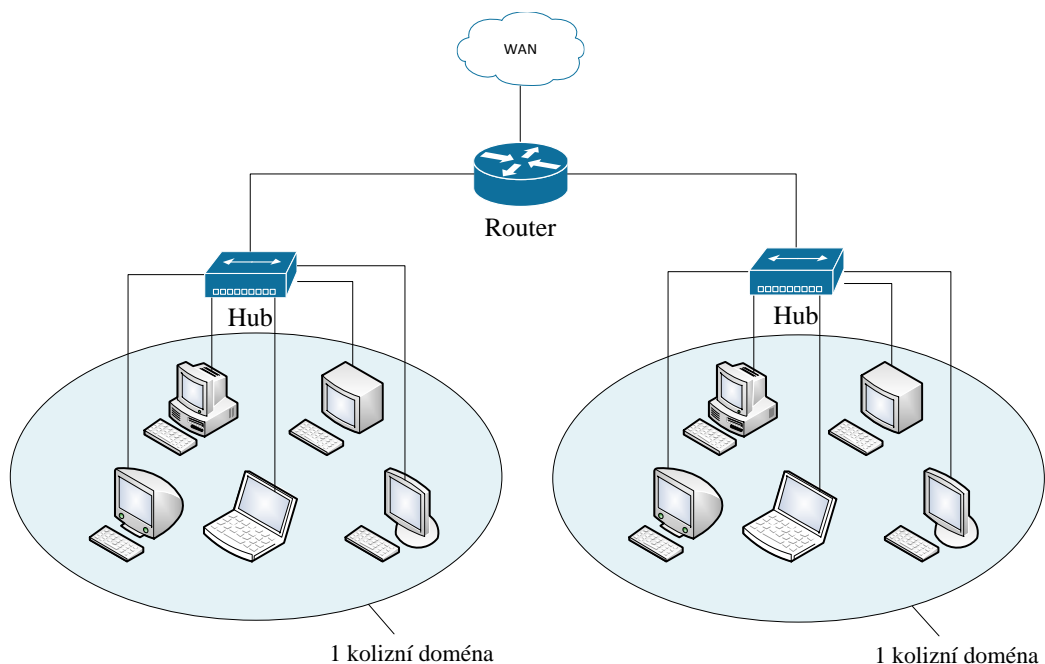 WAN
Router
Hub
Hub
1 kolizní doména
1 kolizní doména